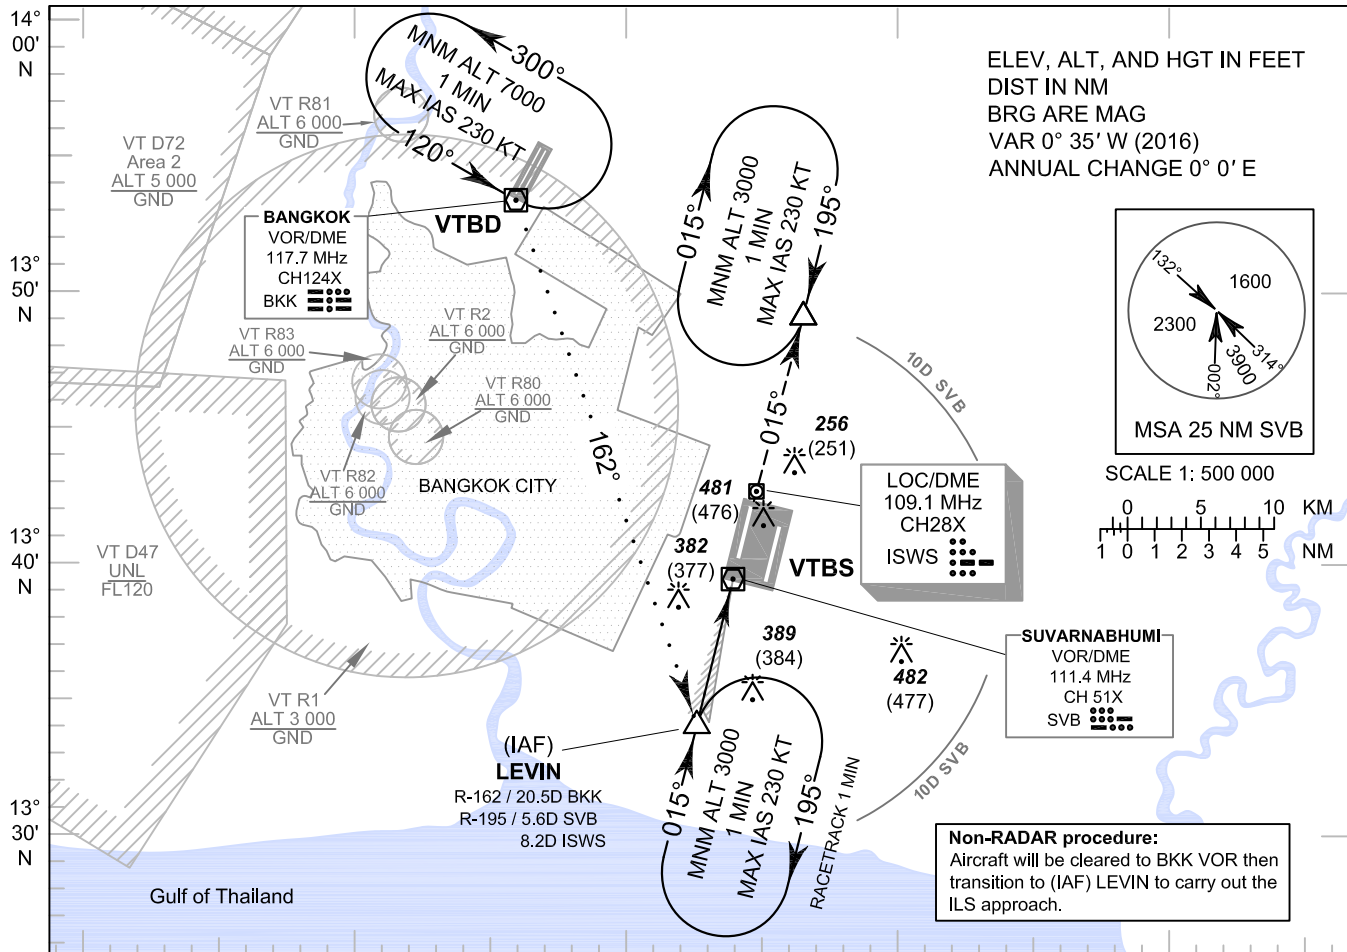 14°
00'
N
300°
MNM ALT 7000
1 MIN
MAX IAS 230 KT
120°
ELEV, ALT, AND HGT IN FEET
DIST IN NM
BRG ARE MAG
VAR 0° 35' W (2016)
ANNUAL CHANGE 0° 0' E
VT R81
ALT 6 000
GND
VT D72
Area 2
ALT 5 000
GND
BANGKOK
VOR/DME
117.7 MHz
CH124X
BKK
VTBD
015°
MNM ALT 3000
1 MIN
MAX IAS 230 KT
195°
132°
1600
2300
3900
314°
002°
MSA 25 NM SVB
13°
50'
N
VT R2
ALT 6 000
GND
VT R83
ALT 6 000
GND
VT R80
ALT 6 000
GND
10D SVB
015°
SCALE 1: 500 000
0 5 10 KM
1 0 1 2 3 4 5 NM
162°
256
(251)
VT R82
ALT 6 000
GND
BANGKOK CITY
481
(476)
LOC/DME
109.1 MHz
CH28X
ISWS
13°
40'
N
VT D47
UNL
FL120
382
(377)
VTBS
389
(384)
482
(477)
SUVARNABHUMI
VOR/DME
111.4 MHz
CH 51X
SVB
VT R1
ALT 3 000
GND
(IAF)
LEVIN
R-162 / 20.5D BKK
R-195 / 5.6D SVB
8.2D ISWS
10D SVB
13°
30'
N
015°
MNM ALT 3000
1 MIN
MAX IAS 230 KT
195°
RACETRACK 1 MIN
Non-RADAR procedure:
Aircraft will be cleared to BKK VOR then
transition to (IAF) LEVIN to carry out the
ILS approach.
Gulf of Thailand